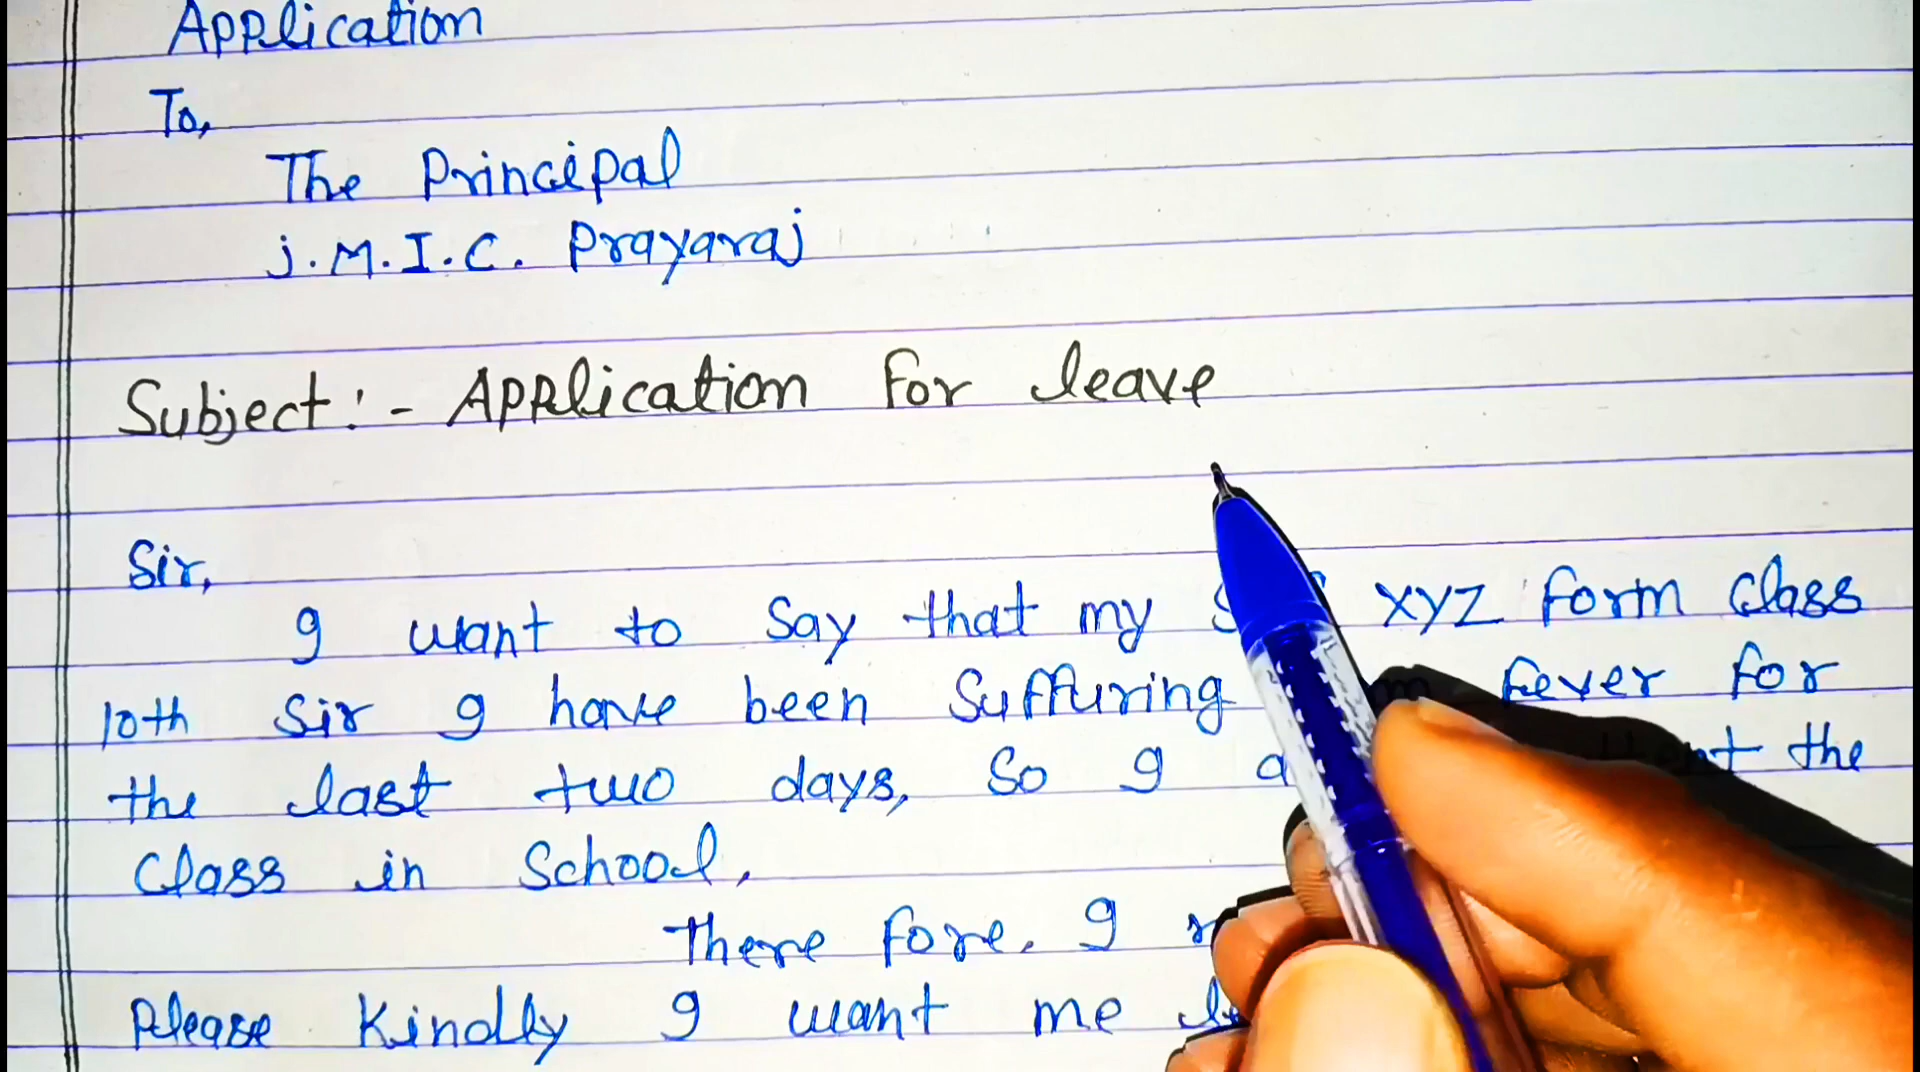 Application
To,
The Principal
J.M.I.C. Prayaraj
Subject:- Application for leave
Sir,
I want to say that my XYZ form class
10th Sir I have been Suffuring fever for
the last two days, So I the
class in School,
There fore. I
Please Kindly I want me